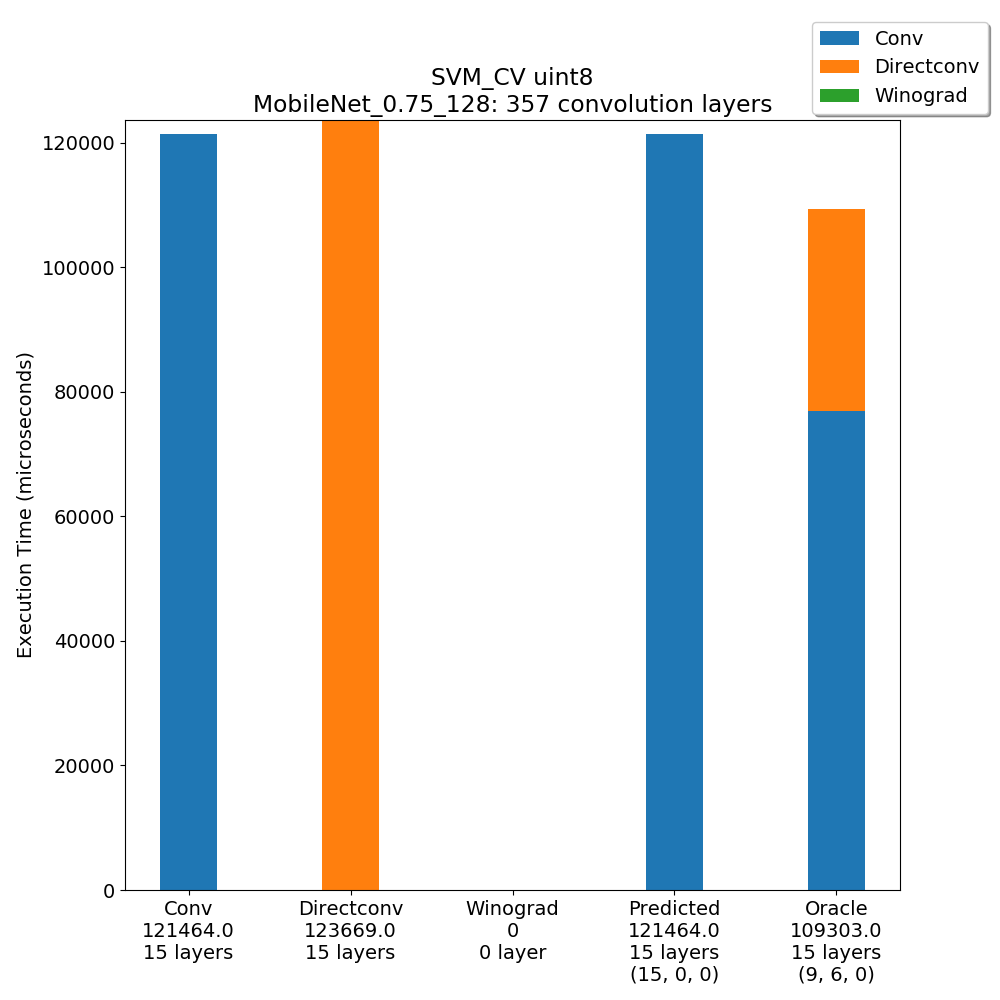 Conv
Directconv
Winograd
SVM_CV uint8
MobileNet_0.75_128: 357 convolution layers
Execution Time (microseconds)
120000
100000
80000
60000
40000
20000
0
Conv
121464.0
15 layers
Directconv
123669.0
15 layers
Winograd
0
0 layer
Predicted
121464.0
15 layers
(15, 0, 0)
Oracle
109303.0
15 layers
(9, 6, 0)